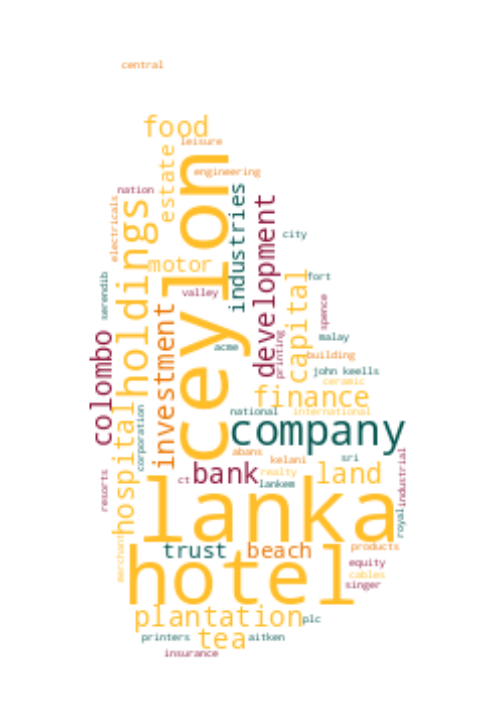 central
food
leisure
estate
engineering
nation
ceylon
industries
electricals
holdings
development
city
motor
capital
fort
serendib
valley
spence
investment
colombo
printing
malay
acme
building
john keells
ceramic
finance
hospital
corporation
national
international
company
abans
kelani
sri
industrial
resorts
ct
bank
realty
land
lankem
lanka
royal
merchant
trust
beach
products
hotel
equity
cables
singer
plantation
plc
printers
tea
aitken
insurance